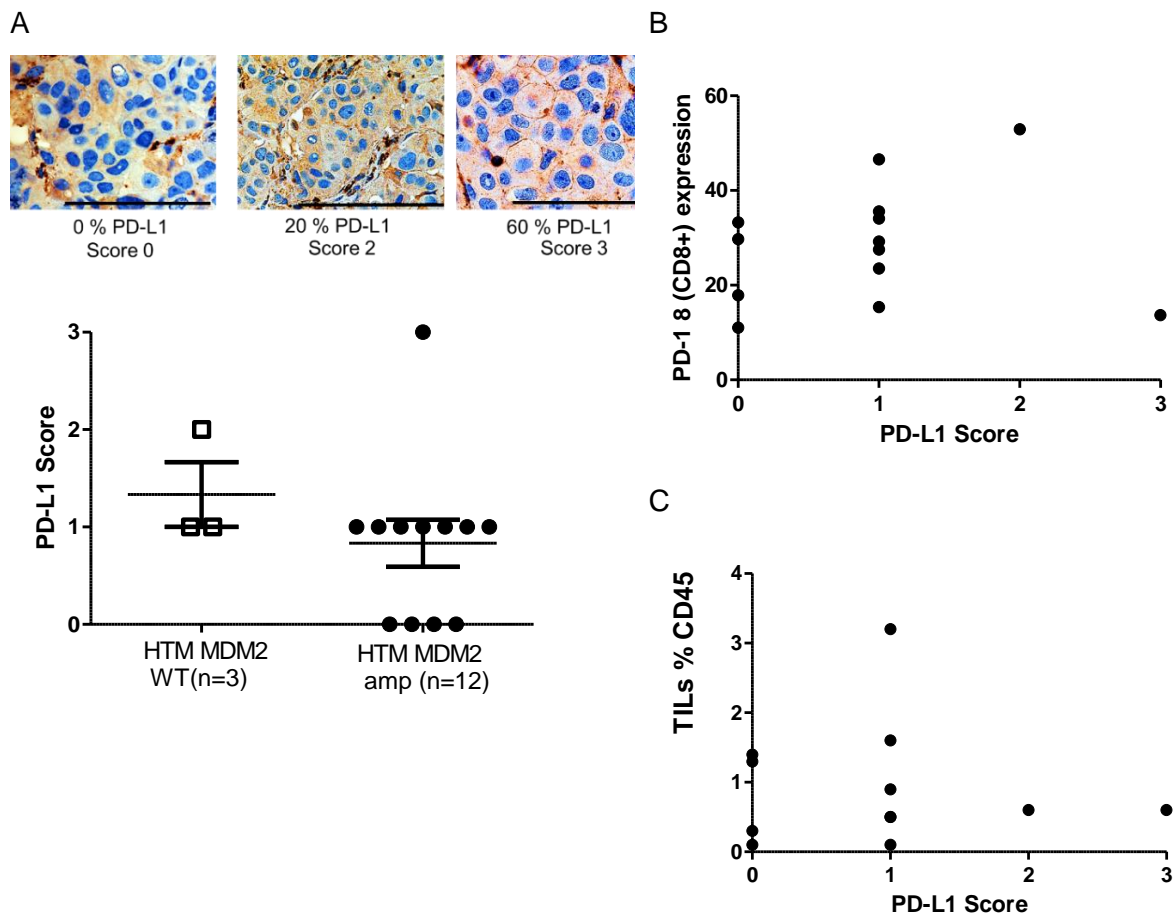 A
0 % PD-L1
Score 0
20 % PD-L1
Score 2
60 % PD-L1
Score 3
PD-L1 Score
3
2
1
0
HTM MDM2
WT(n=3)
HTM MDM2
amp (n=12)
B
PD-1 8 (CD8+) expression
60
40
20
0
0 1 2 3
PD-L1 Score
C
TILs % CD45
4
3
2
1
0
0 1 2 3
PD-L1 Score